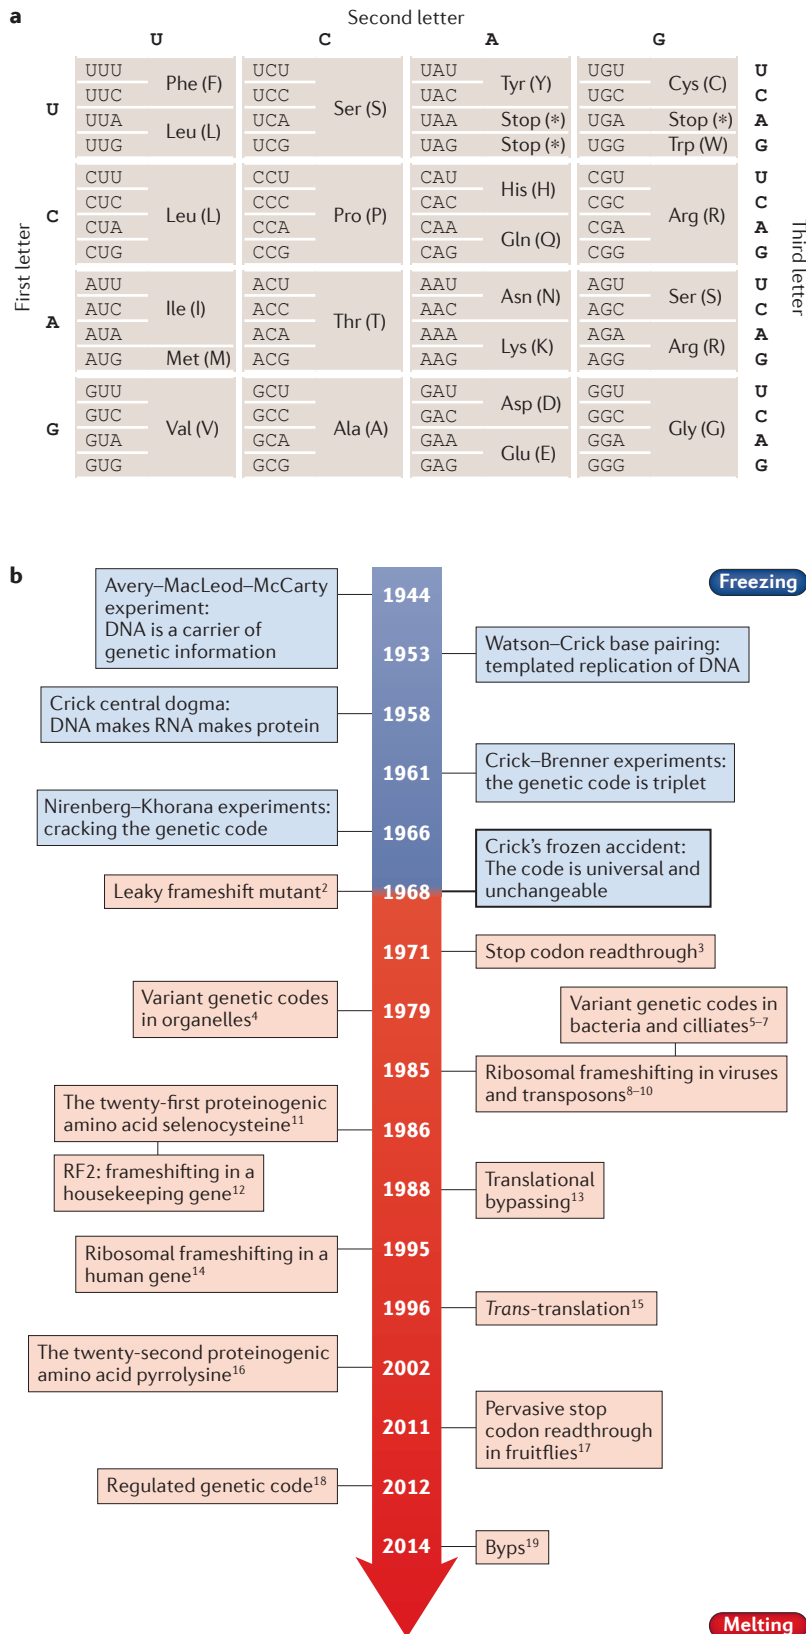 a
Second letter
U C A G
First letter
Third letter
U
UUU
UUC
Phe (F)
UUA
UUG
Leu (L)
UCU
UCC
UCA
UCG
Ser (S)
UAU
UAC
Tyr (Y)
UAA Stop (*)
UAG Stop (*)
UGU
UGC
Cys (C)
UGA Stop (*)
UGG Trp (W)
U
C
A
G
C
CUU
CUC
CUA
CUG
Leu (L)
CCU
CCC
CCA
CCG
Pro (P)
CAU
CAC
His (H)
CAA
CAG
Gln (Q)
CGU
CGC
CGA
CGG
Arg (R)
U
C
A
G
A
AUU
AUC
AUA
Ile (I)
AUG Met (M)
ACU
ACC
ACA
ACG
Thr (T)
AAU
AAC
Asn (N)
AAA
AAG
Lys (K)
AGU
AGC
Ser (S)
AGA
AGG
Arg (R)
U
C
A
G
G
GUU
GUC
GUA
GUG
Val (V)
GCU
GCC
GCA
GCG
Ala (A)
GAU
GAC
Asp (D)
GAA
GAG
Glu (E)
GGU
GGC
GGA
GGG
Gly (G)
U
C
A
G
b
Freezing
1944
Avery–MacLeod–McCarty
experiment:
DNA is a carrier of
genetic information
1953
Watson–Crick base pairing:
templated replication of DNA
1958
Crick central dogma:
DNA makes RNA makes protein
1961
Crick–Brenner experiments:
the genetic code is triplet
1966
Nirenberg–Khorana experiments:
cracking the genetic code
1968
Crick's frozen accident:
The code is universal and
unchangeable
Leaky frameshift mutant²
1971
Stop codon readthrough³
1979
Variant genetic codes
in organelles⁴
Variant genetic codes in
bacteria and cilliates⁵⁻⁷
1985
Ribosomal frameshifting in viruses
and transposons⁸⁻¹⁰
1986
The twenty-first proteinogenic
amino acid selenocysteine¹¹
RF2: frameshifting in a
housekeeping gene¹²
1988
Translational
bypassing¹³
1995
Ribosomal frameshifting in a
human gene¹⁴
1996
Trans-translation¹⁵
2002
The twenty-second proteinogenic
amino acid pyrrolysine¹⁶
2011
Pervasive stop
codon readthrough
in fruitflies¹⁷
2012
Regulated genetic code¹⁸
2014
Byps¹⁹
Melting